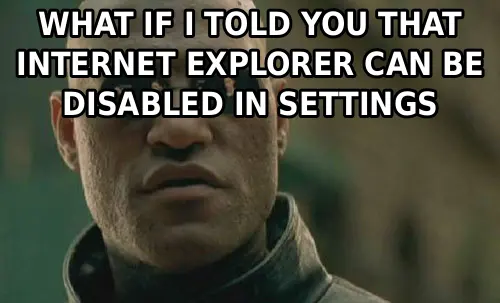 WHAT IF I TOLD YOU THAT
INTERNET EXPLORER CAN BE
DISABLED IN SETTINGS